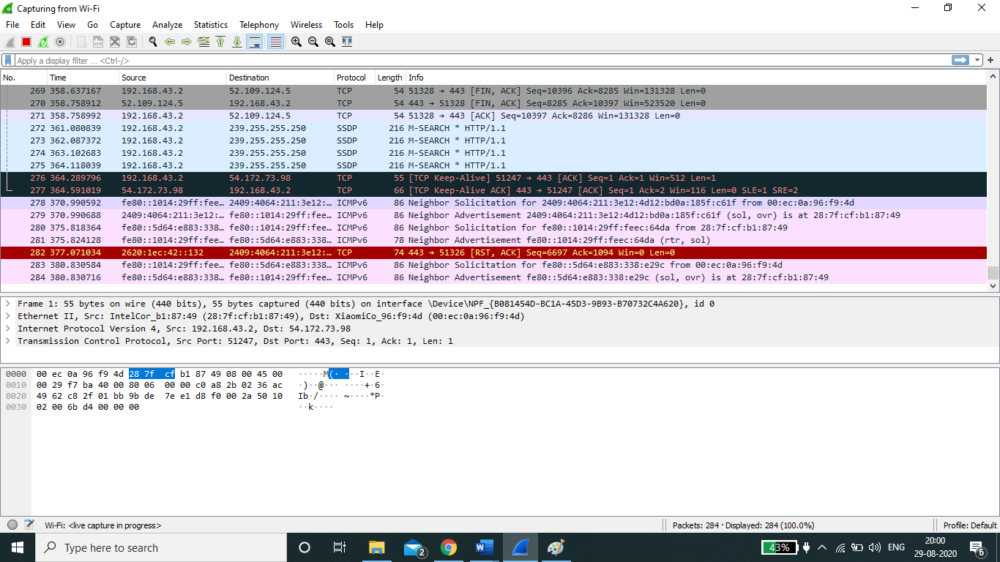 Capturing from Wi-Fi
File Edit View Go Capture Analyze Statistics Telephony Wireless Tools Help
Apply a display filter ... <Ctrl-/>
No. Time Source Destination Protocol Length Info
269 358.637167 192.168.43.2 52.109.124.5 TCP 54 51328 → 443 [FIN, ACK] Seq=10396 Ack=8285 Win=131328 Len=0
270 358.758912 52.109.124.5 192.168.43.2 TCP 54 443 → 51328 [FIN, ACK] Seq=8285 Ack=10397 Win=523520 Len=0
271 358.758992 192.168.43.2 52.109.124.5 TCP 54 51328 → 443 [ACK] Seq=10397 Ack=8286 Win=131328 Len=0
272 361.080839 192.168.43.2 239.255.255.250 SSDP 216 M-SEARCH * HTTP/1.1
273 362.087372 192.168.43.2 239.255.255.250 SSDP 216 M-SEARCH * HTTP/1.1
274 363.102683 192.168.43.2 239.255.255.250 SSDP 216 M-SEARCH * HTTP/1.1
275 364.118039 192.168.43.2 239.255.255.250 SSDP 216 M-SEARCH * HTTP/1.1
276 364.289796 192.168.43.2 54.172.73.98 TCP 55 [TCP Keep-Alive] 51247 → 443 [ACK] Seq=1 Ack=1 Win=512 Len=1
277 364.591019 54.172.73.98 192.168.43.2 TCP 66 [TCP Keep-Alive ACK] 443 → 51247 [ACK] Seq=1 Ack=2 Win=116 Len=0 SLE=1 SRE=2
278 370.990592 fe80::1014:29ff:fee… 2409:4064:211:3e12:… ICMPv6 86 Neighbor Solicitation for 2409:4064:211:3e12:4d12:bd0a:185f:c61f from 00:ec:0a:96:f9:4d
279 370.990688 2409:4064:211:3e12:… fe80::1014:29ff:fee… ICMPv6 86 Neighbor Advertisement 2409:4064:211:3e12:4d12:bd0a:185f:c61f (sol, ovr) is at 28:7f:cf:b1:87:49
280 375.818364 fe80::5d64:e883:338… fe80::1014:29ff:fee… ICMPv6 86 Neighbor Solicitation for fe80::1014:29ff:feec:64da from 28:7f:cf:b1:87:49
281 375.824128 fe80::1014:29ff:fee… fe80::5d64:e883:338… ICMPv6 78 Neighbor Advertisement fe80::1014:29ff:feec:64da (rtr, sol)
282 377.071034 2620:1ec:42::132 2409:4064:211:3e12:… TCP 74 443 → 51326 [RST, ACK] Seq=6697 Ack=1094 Win=0 Len=0
283 380.830584 fe80::1014:29ff:fee… fe80::5d64:e883:338… ICMPv6 86 Neighbor Solicitation for fe80::5d64:e883:338:e29c from 00:ec:0a:96:f9:4d
284 380.830716 fe80::5d64:e883:338… fe80::1014:29ff:fee… ICMPv6 86 Neighbor Advertisement fe80::5d64:e883:338:e29c (sol, ovr) is at 28:7f:cf:b1:87:49
Frame 1: 55 bytes on wire (440 bits), 55 bytes captured (440 bits) on interface \Device\NPF_{B081454D-BC1A-45D3-9B93-B70732C4A620}, id 0
Ethernet II, Src: IntelCor_b1:87:49 (28:7f:cf:b1:87:49), Dst: XiaomiCo_96:f9:4d (00:ec:0a:96:f9:4d)
Internet Protocol Version 4, Src: 192.168.43.2, Dst: 54.172.73.98
Transmission Control Protocol, Src Port: 51247, Dst Port: 443, Seq: 1, Ack: 1, Len: 1
0000 00 ec 0a 96 f9 4d 28 7f cf b1 87 49 08 00 45 00 ·····M(· ···I··E·
0010 00 29 f7 ba 40 00 80 06 00 00 c0 a8 2b 02 36 ac ·)··@··· ····+·6·
0020 49 62 c8 2f 01 bb 9b de 7e e1 d8 f0 00 2a 50 10 Ib·/···· ~····*P·
0030 02 00 6b d4 00 00 00 ··k····
Wi-Fi: <live capture in progress> Packets: 284 · Displayed: 284 (100.0%) Profile: Default
Type here to search 2 43% ENG 20:00 29-08-2020 6